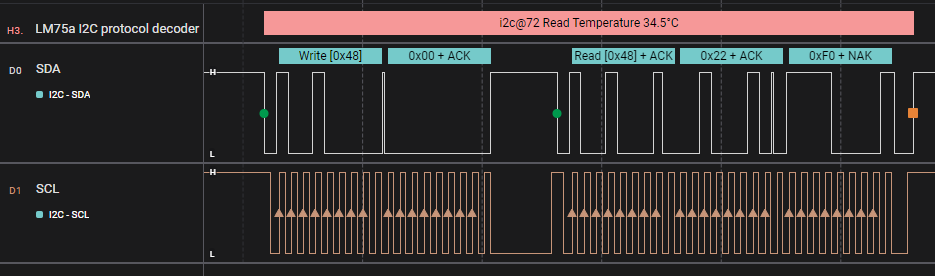 i2c@72 Read Temperature 34.5°C
H3. LM75a I2C protocol decoder
Write [0x48] 0x00 + ACK Read [0x48] + ACK 0x22 + ACK 0xF0 + NAK
D0 SDA H
I2C - SDA
L
H
D1 SCL
I2C - SCL
L